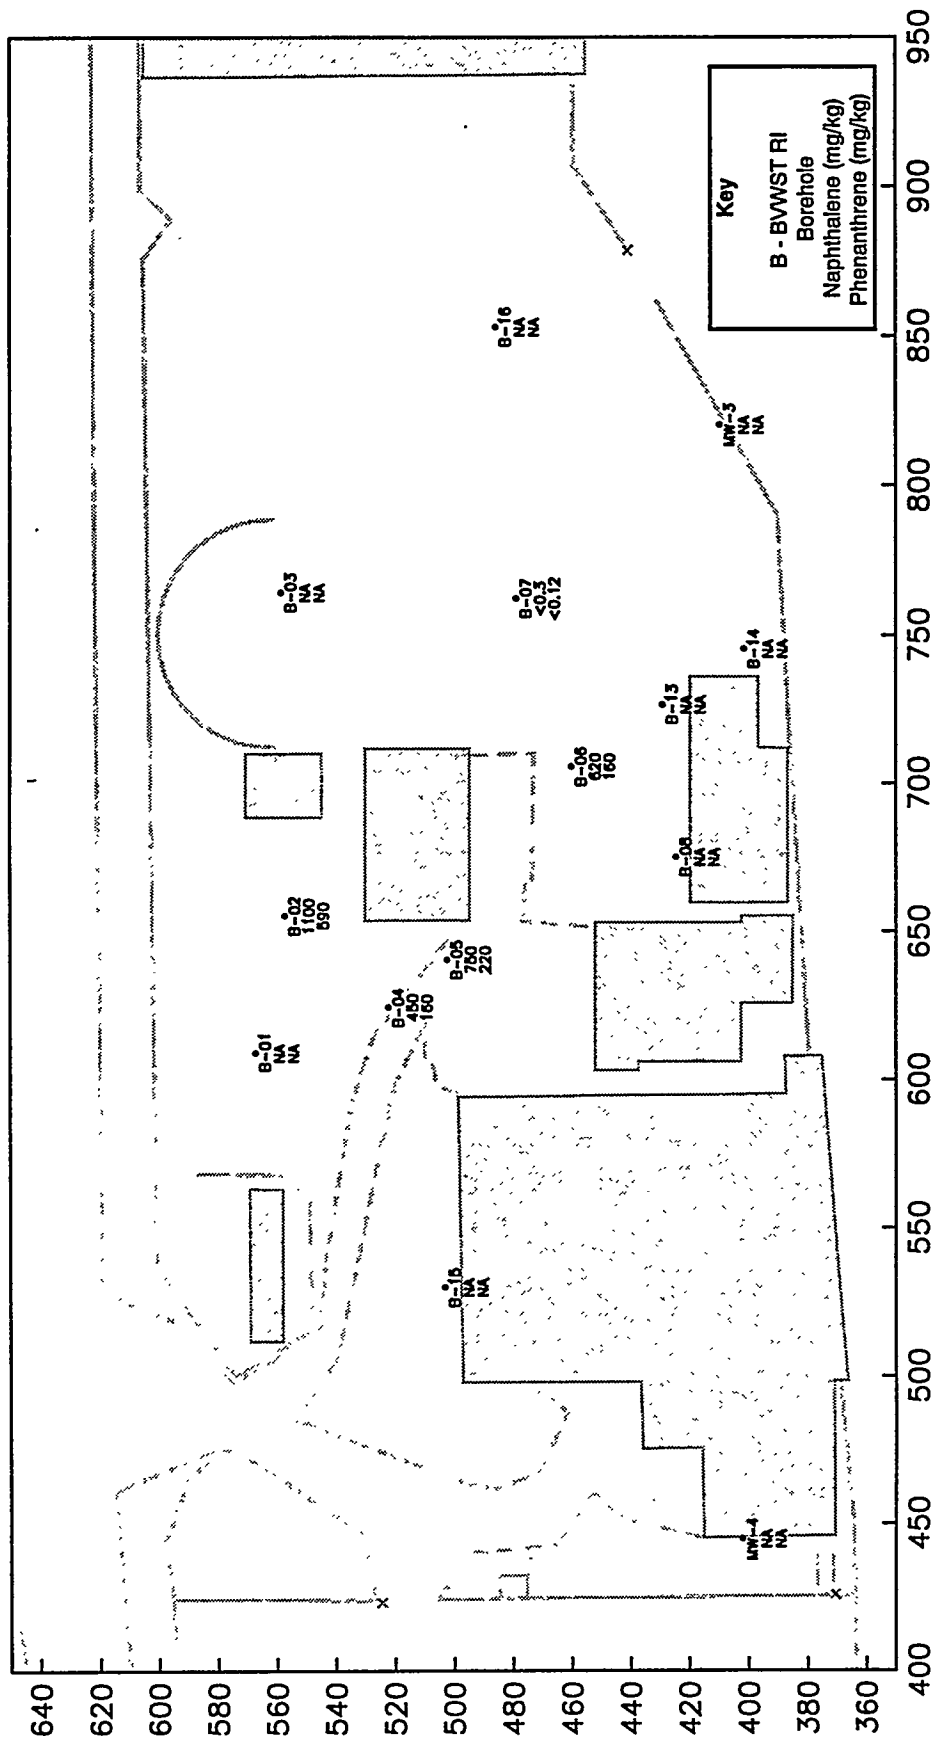 640
620
600
580
560
540
520
500
480
460
440
420
400
380
360
B-01
NA
NA
B-02
1100
590
B-03
NA
NA
B-04
450
160
B-05
750
220
B-15
NA
NA
B-16
NA
NA
B-07
<0.3
<0.12
B-06
620
160
B-13
NA
NA
B-08
NA
NA
B-14
NA
NA
MW-3
NA
NA
MW-4
NA
NA
Key
B - BVWST RI
Borehole
Naphthalene (mg/kg)
Phenanthrene (mg/kg)
400
450
500
550
600
650
700
750
800
850
900
950